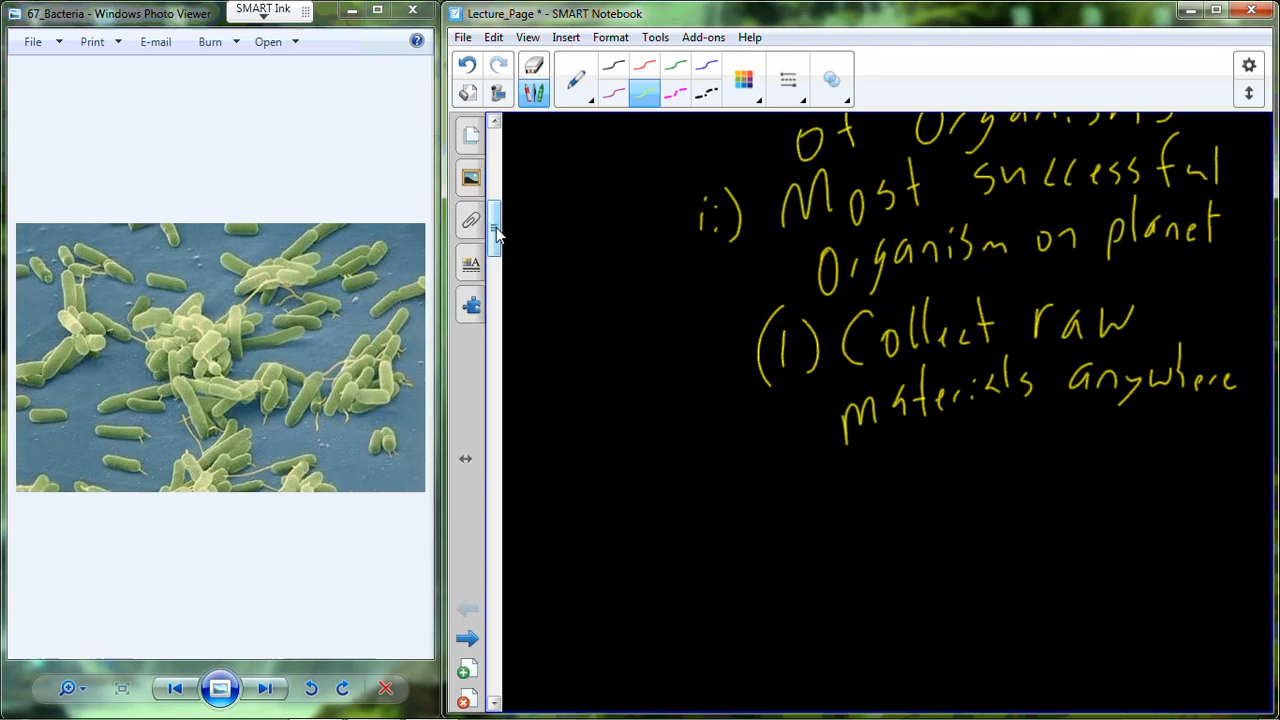 67_Bacteria - Windows Photo Viewer
SMART Ink
File Print E-mail Burn Open
Lecture_Page * - SMART Notebook
File Edit View Insert Format Tools Add-ons Help
of Organisms
ii) Most successful
Organism on planet
(1) Collect raw
materials anywhere